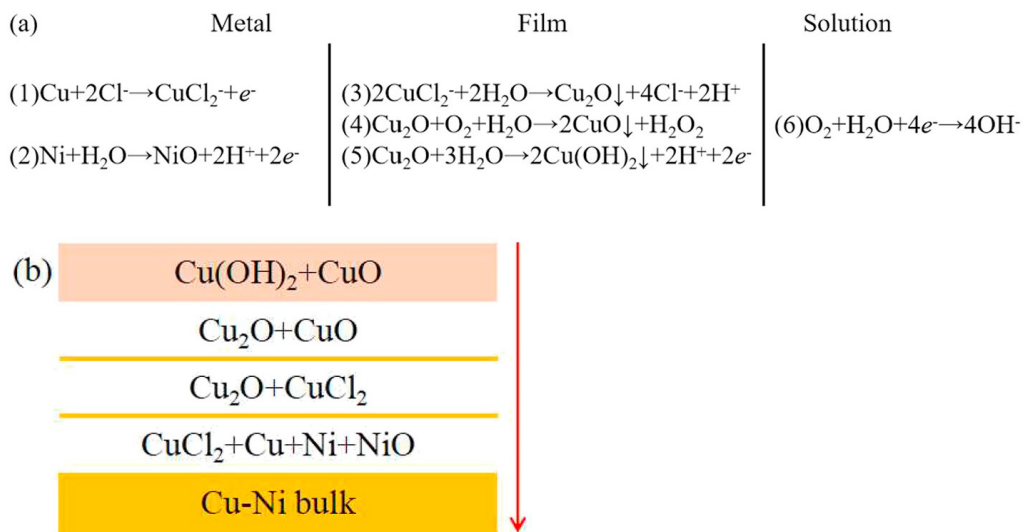 (a) Metal Film Solution
(1)Cu+2Cl⁻→CuCl₂⁻+e⁻
(2)Ni+H₂O→NiO+2H⁺+2e⁻
(3)2CuCl₂⁻+2H₂O→Cu₂O↓+4Cl⁻+2H⁺
(4)Cu₂O+O₂+H₂O→2CuO↓+H₂O₂
(5)Cu₂O+3H₂O→2Cu(OH)₂↓+2H⁺+2e⁻
(6)O₂+H₂O+4e⁻→4OH⁻
(b)
Cu(OH)₂+CuO
Cu₂O+CuO
Cu₂O+CuCl₂
CuCl₂+Cu+Ni+NiO
Cu-Ni bulk